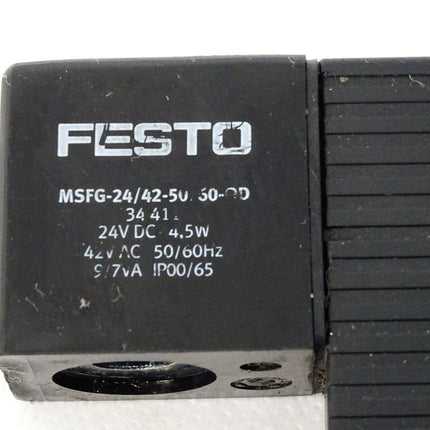 FESTO
MSFG-24/42-50/60-OD
34 411
24V DC 4,5W
42V AC 50/60Hz
9/7VA IP00/65